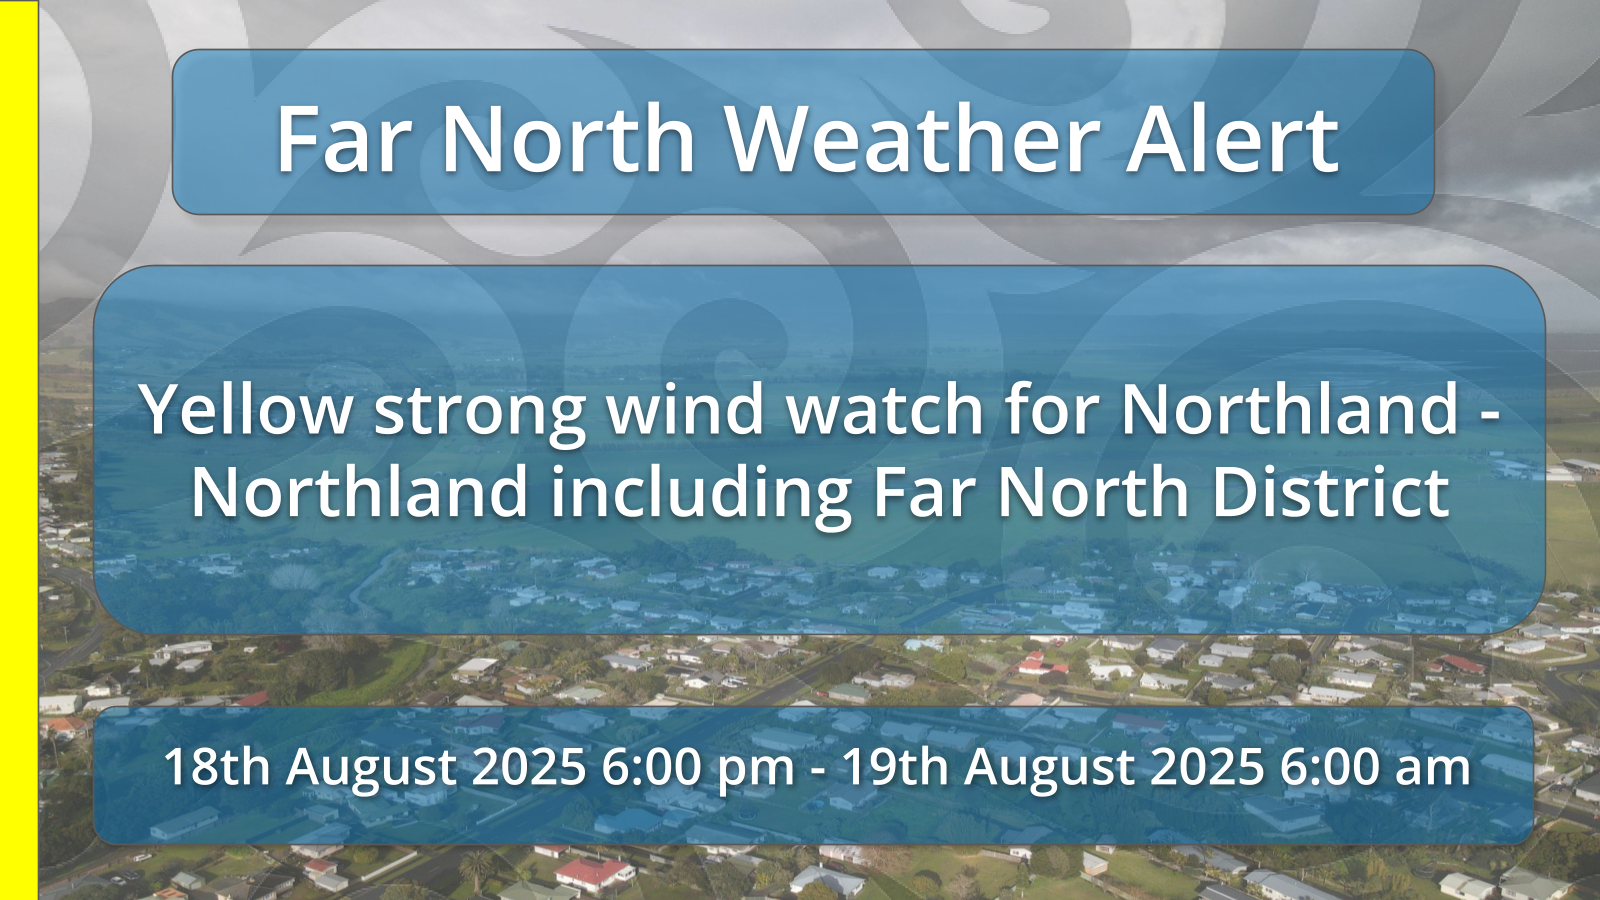 Far North Weather Alert
Yellow strong wind watch for Northland -
Northland including Far North District
18th August 2025 6:00 pm - 19th August 2025 6:00 am